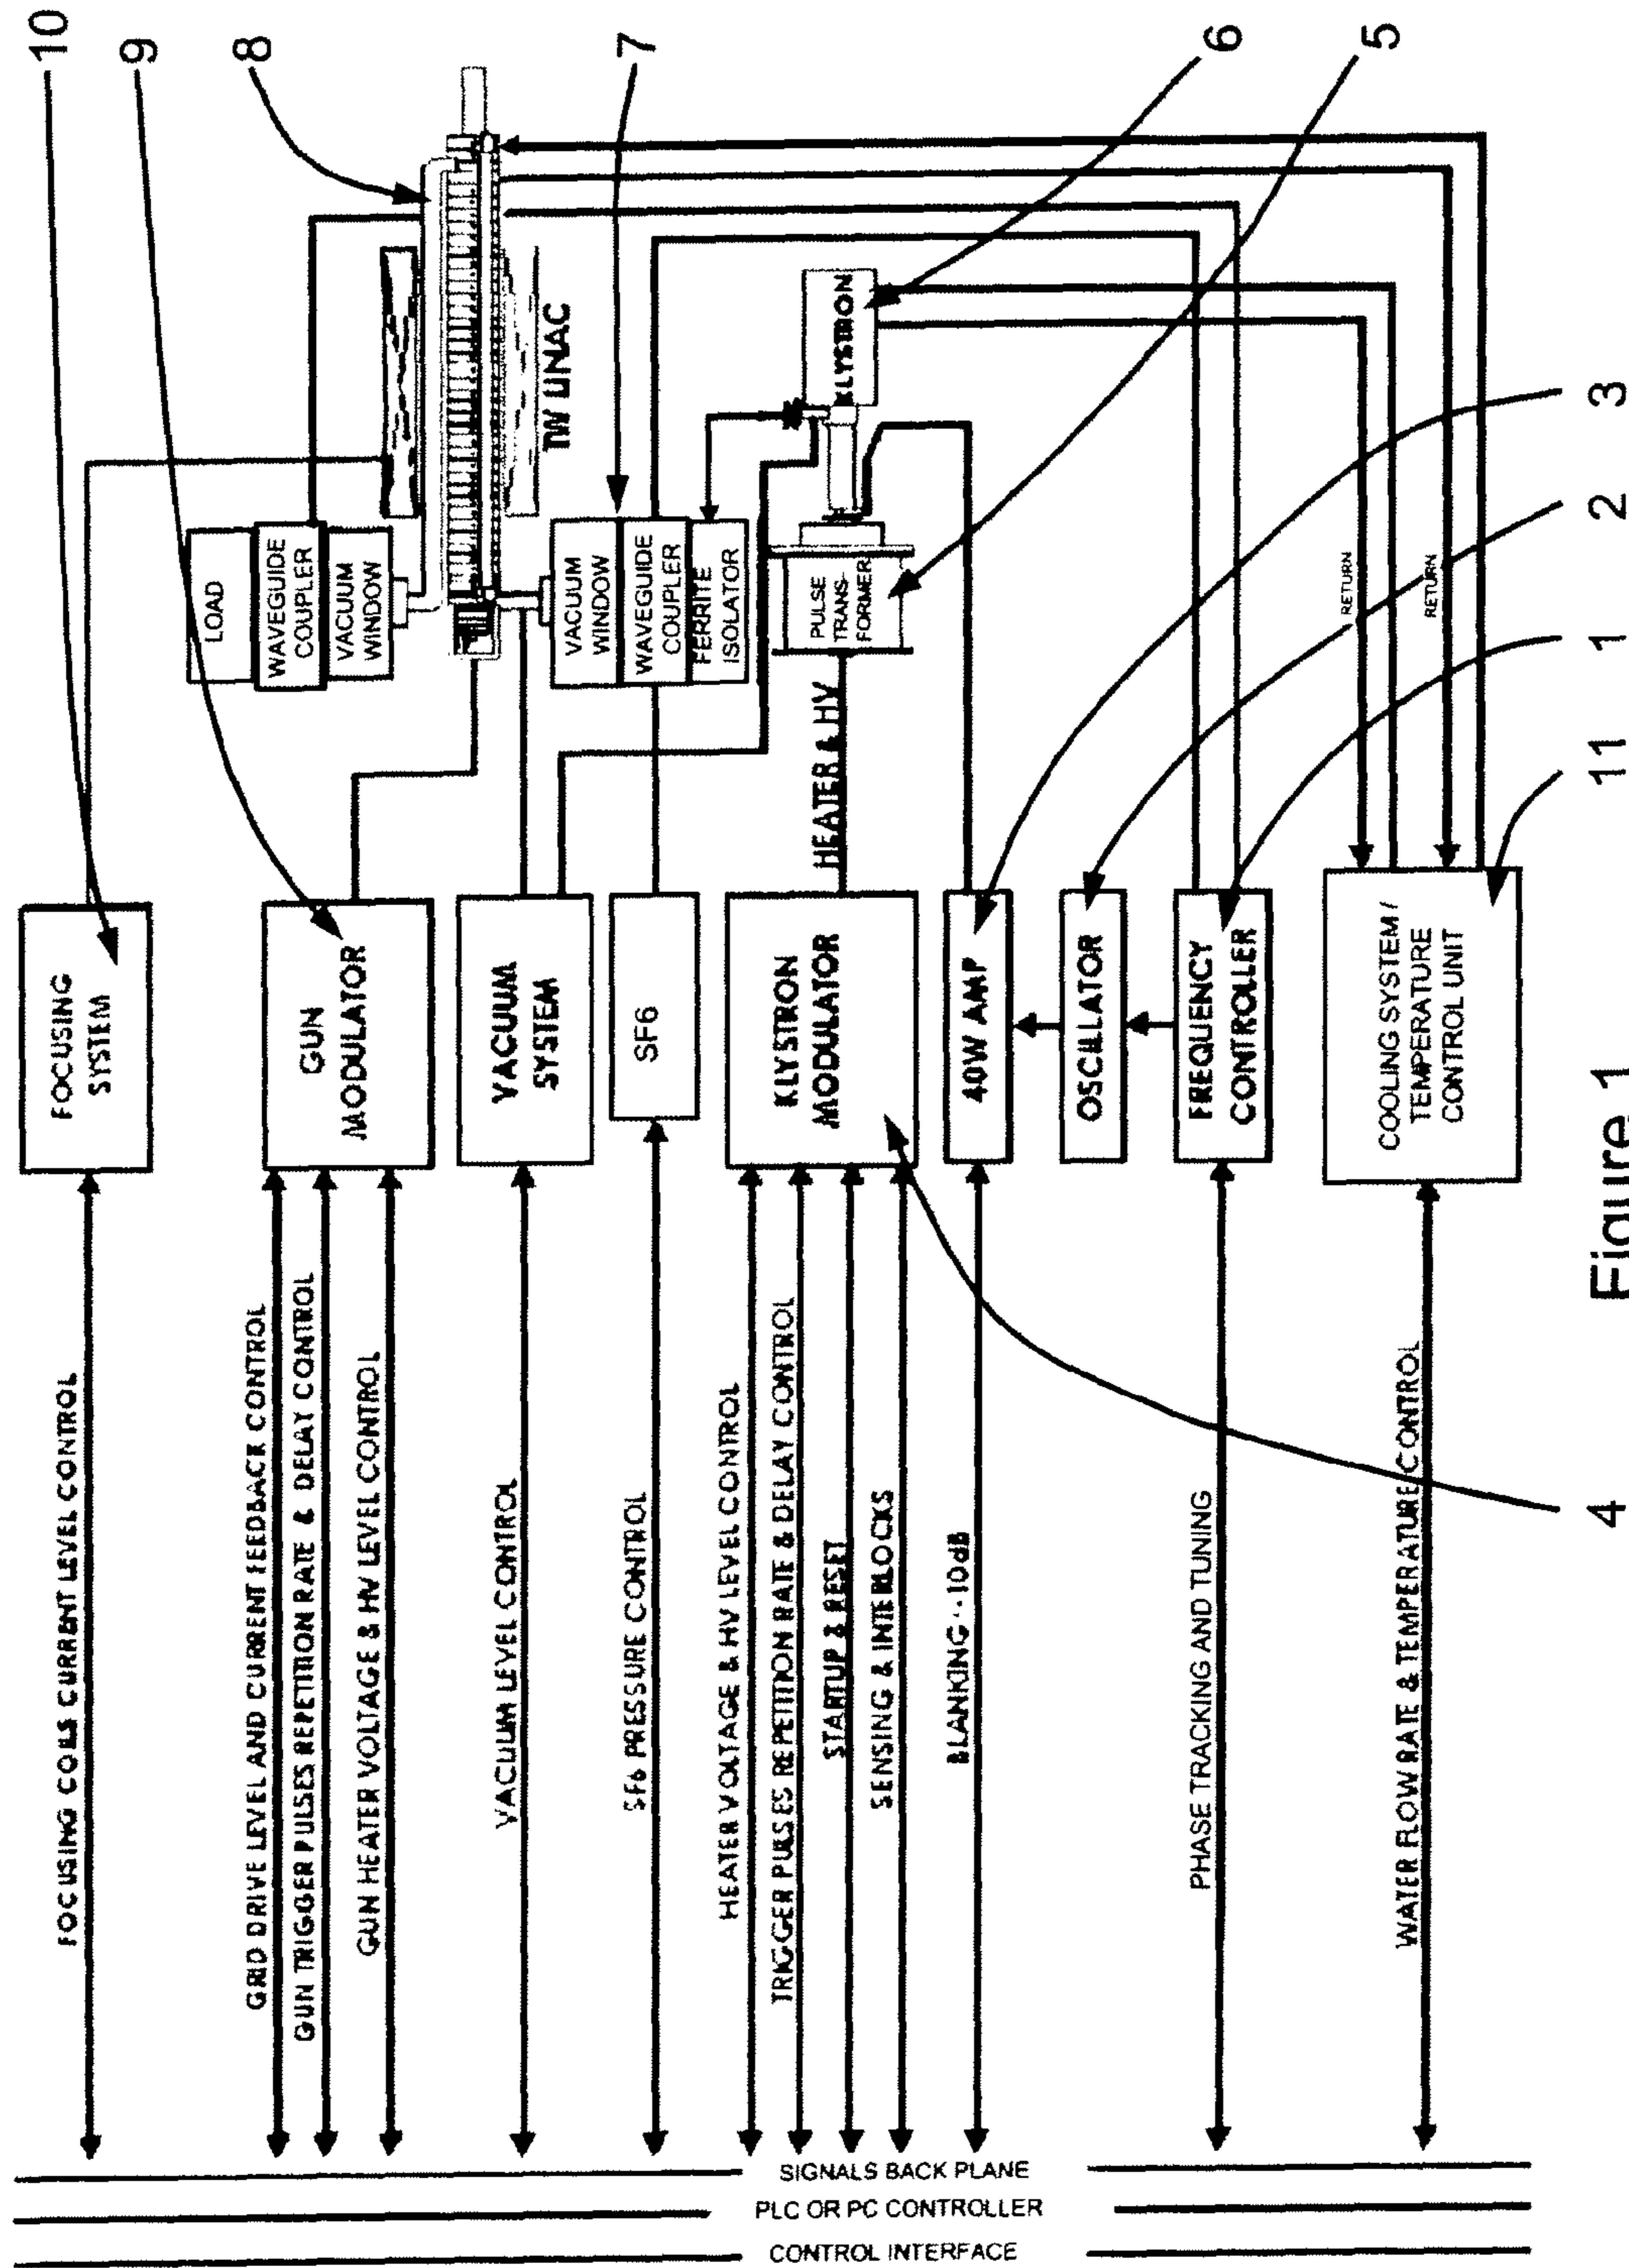 10
9
8
7
6
5
3
2
1
11
4
FOCUSING COILS CURRENT LEVEL CONTROL
FOCUSING
SYSTEM
GRID DRIVE LEVEL AND CURRENT FEEDBACK CONTROL
GUN TRIGGER PULSES REPETITION RATE & DELAY CONTROL
GUN HEATER VOLTAGE & HV LEVEL CONTROL
GUN
MODULATOR
LOAD
WAVEGUIDE
COUPLER
VACUUM
WINDOW
TW LINAC
VACUUM LEVEL CONTROL
VACUUM
SYSTEM
VACUUM
WINDOW
WAVEGUIDE
COUPLER
FERRITE
ISOLATOR
SF6 PRESSURE CONTROL
SF6
HEATER VOLTAGE & HV LEVEL CONTROL
TRIGGER PULSES REPETITION RATE & DELAY CONTROL
STARTUP & RESET
SENSING & INTERLOCKS
KLYSTRON
MODULATOR
HEATER & HV
PULSE
TRANS-
FORMER
KLYSTRON
BLANKING -10dB
40W AMP
OSCILLATOR
PHASE TRACKING AND TUNING
FREQUENCY
CONTROLLER
WATER FLOW RATE & TEMPERATURE CONTROL
COOLING SYSTEM /
TEMPERATURE
CONTROL UNIT
RETURN
RETURN
SIGNALS BACK PLANE
PLC OR PC CONTROLLER
CONTROL INTERFACE
Figure 1